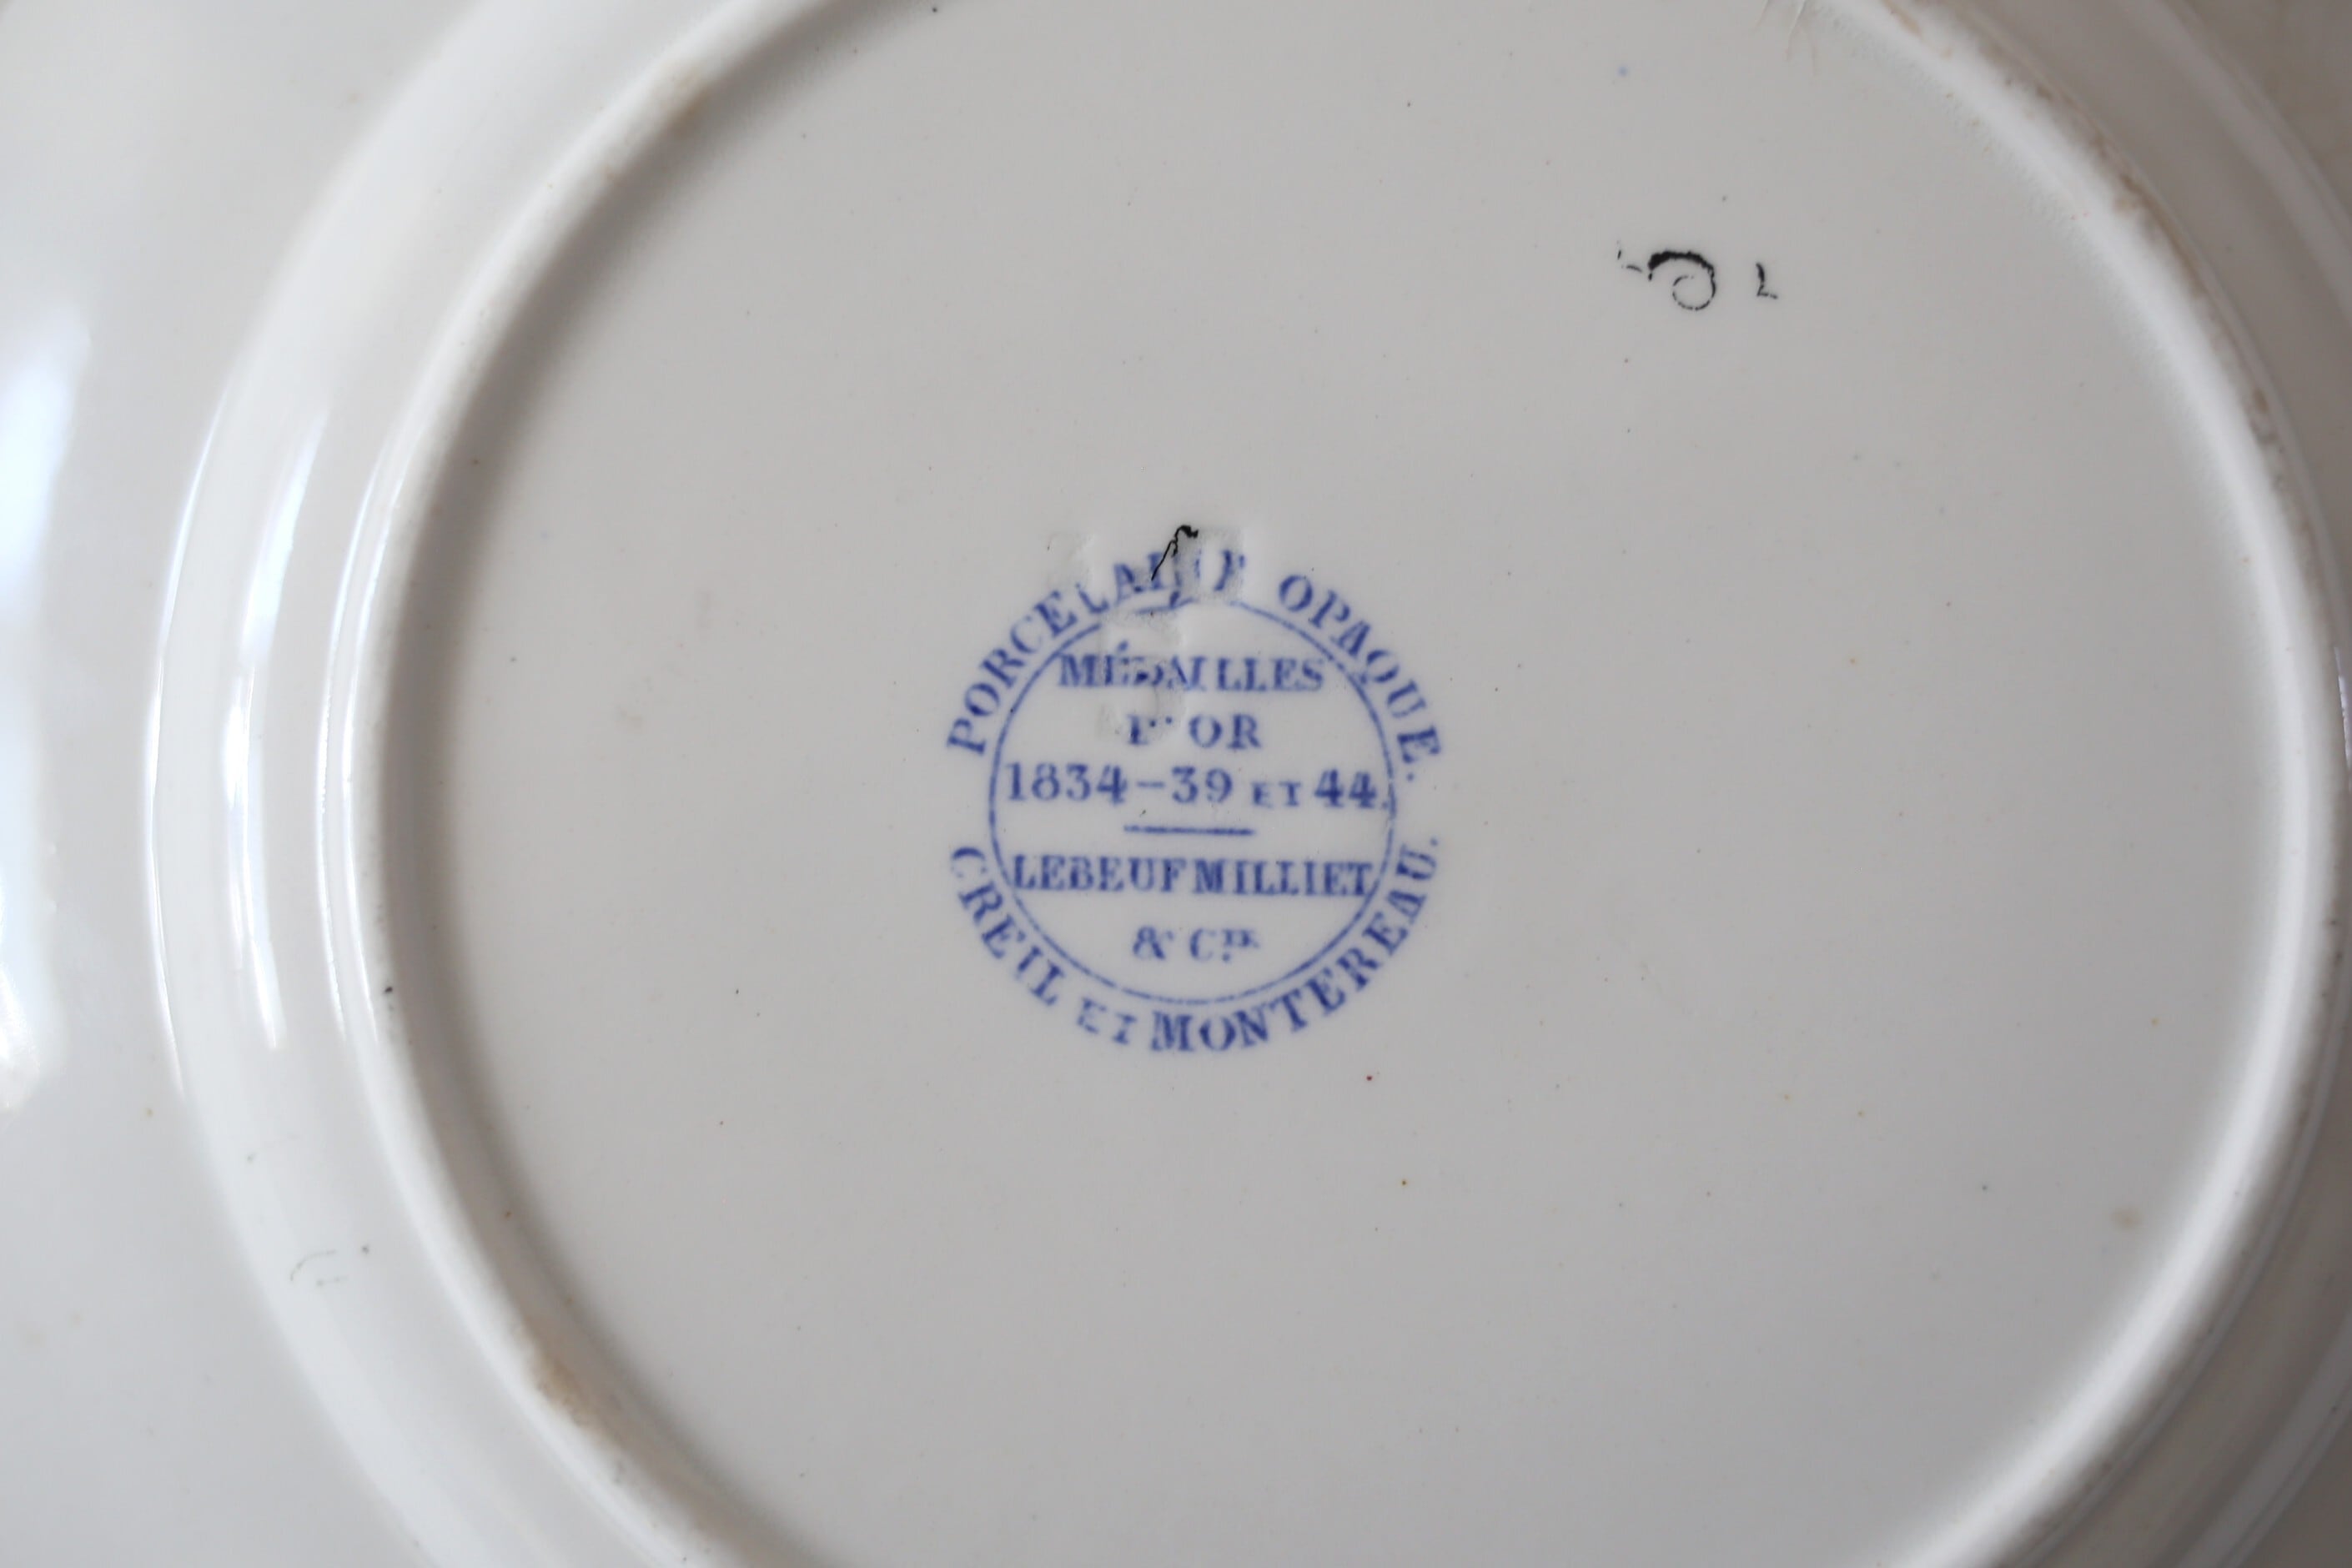 PORCELAINE OPAQUE.
MÉDAILLES
D'OR
1834-39 ET 44.
LEBEUF MILLIET
& CIE
CREIL ET MONTEREAU.